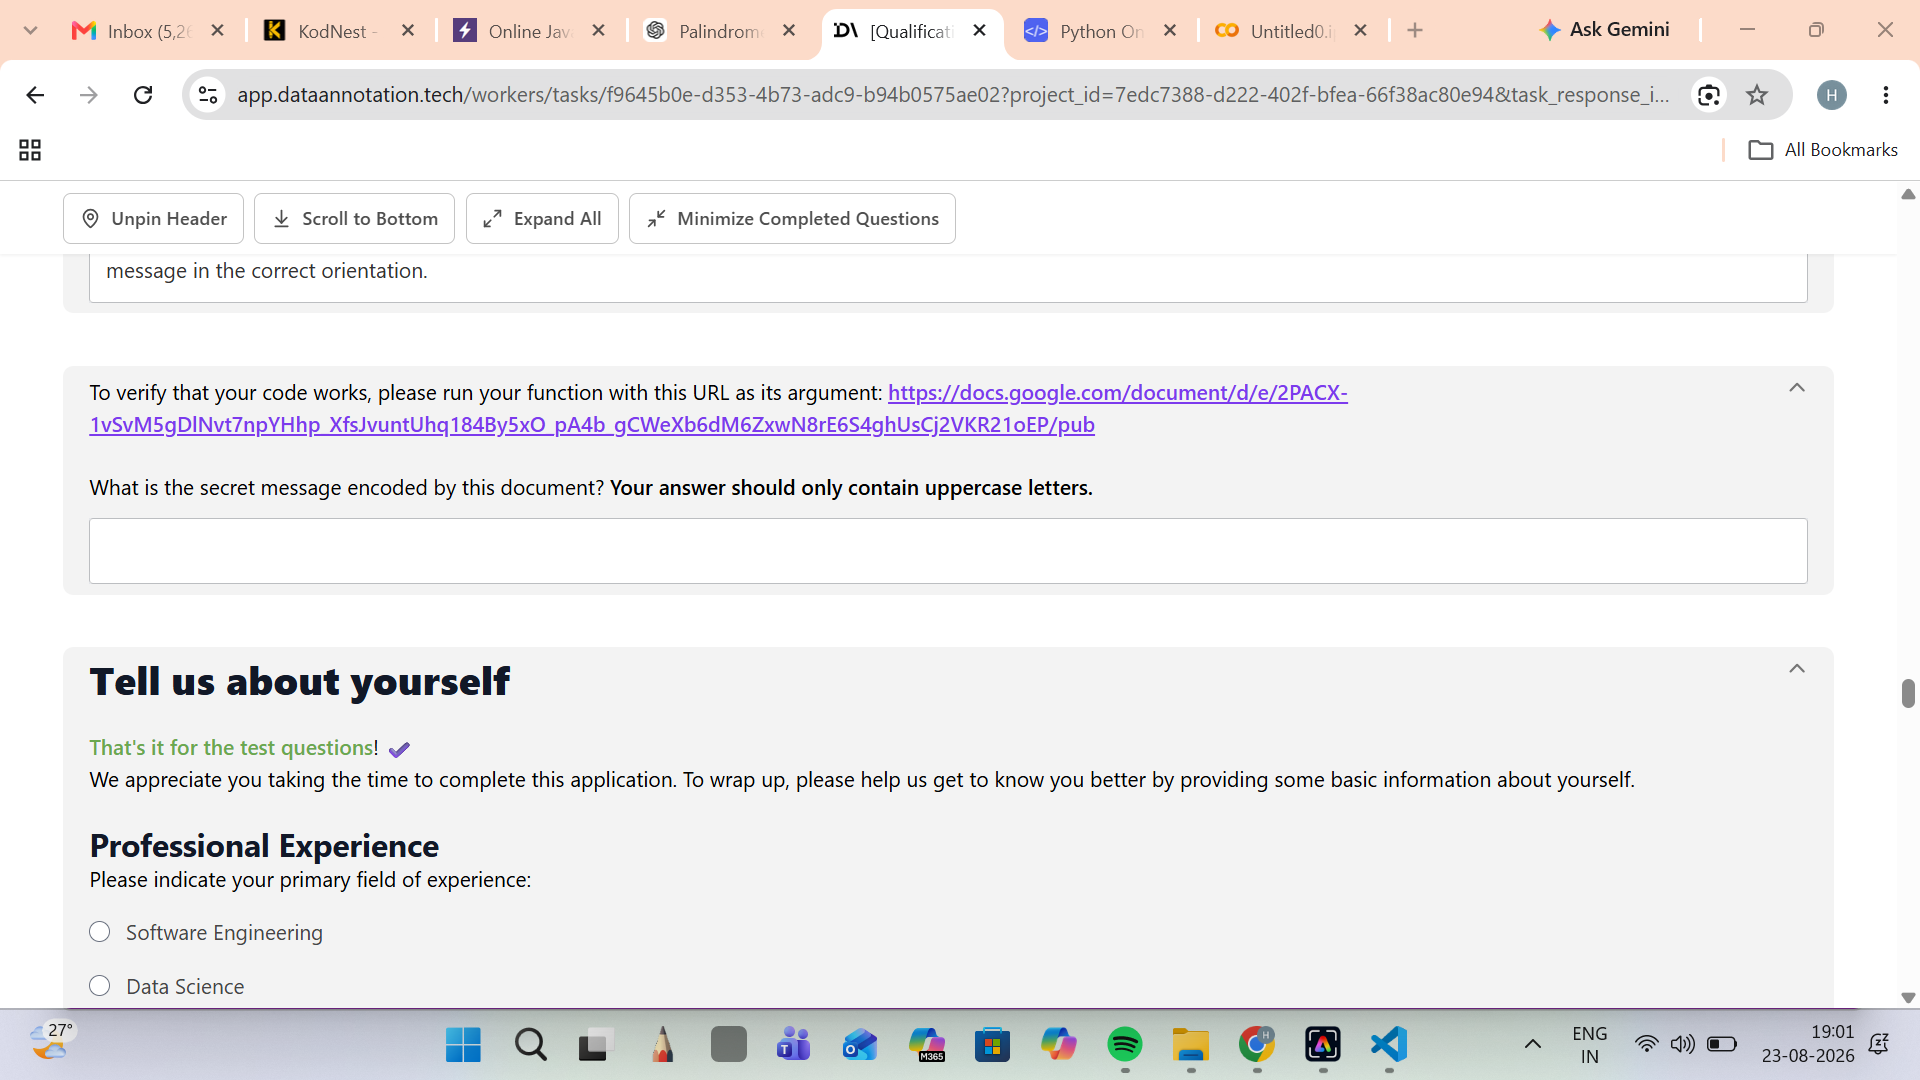 Inbox (5,26
KodNest -
Online Jav
Palindrom
[Qualificati
Python On
Untitled0.i
Ask Gemini
app.dataannotation.tech/workers/tasks/f9645b0e-d353-4b73-adc9-b94b0575ae02?project_id=7edc7388-d222-402f-bfea-66f38ac80e94&task_response_i...
H
All Bookmarks
Unpin Header
Scroll to Bottom
Expand All
Minimize Completed Questions
message in the correct orientation.
To verify that your code works, please run your function with this URL as its argument: https://docs.google.com/document/d/e/2PACX-
1vSvM5gDlNvt7npYHhp_XfsJvuntUhq184By5xO_pA4b_gCWeXb6dM6ZxwN8rE6S4ghUsCj2VKR21oEP/pub
What is the secret message encoded by this document? Your answer should only contain uppercase letters.
Tell us about yourself
That's it for the test questions!
We appreciate you taking the time to complete this application. To wrap up, please help us get to know you better by providing some basic information about yourself.
Professional Experience
Please indicate your primary field of experience:
Software Engineering
Data Science
27°
M365
ENG
IN
19:01
23-08-2026